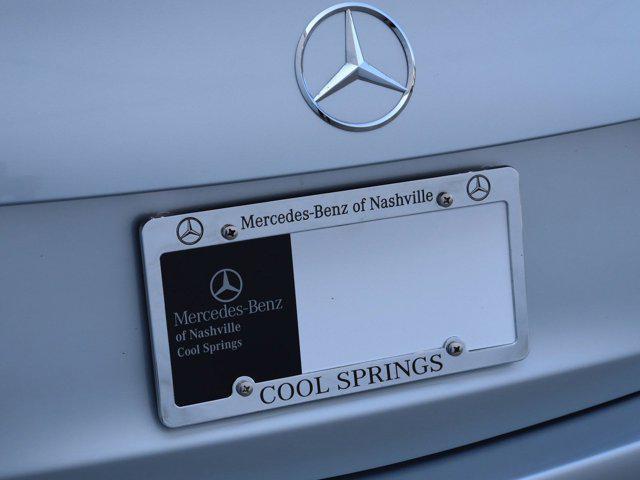 Mercedes-Benz of Nashville
Mercedes-Benz
of Nashville
Cool Springs
COOL SPRINGS